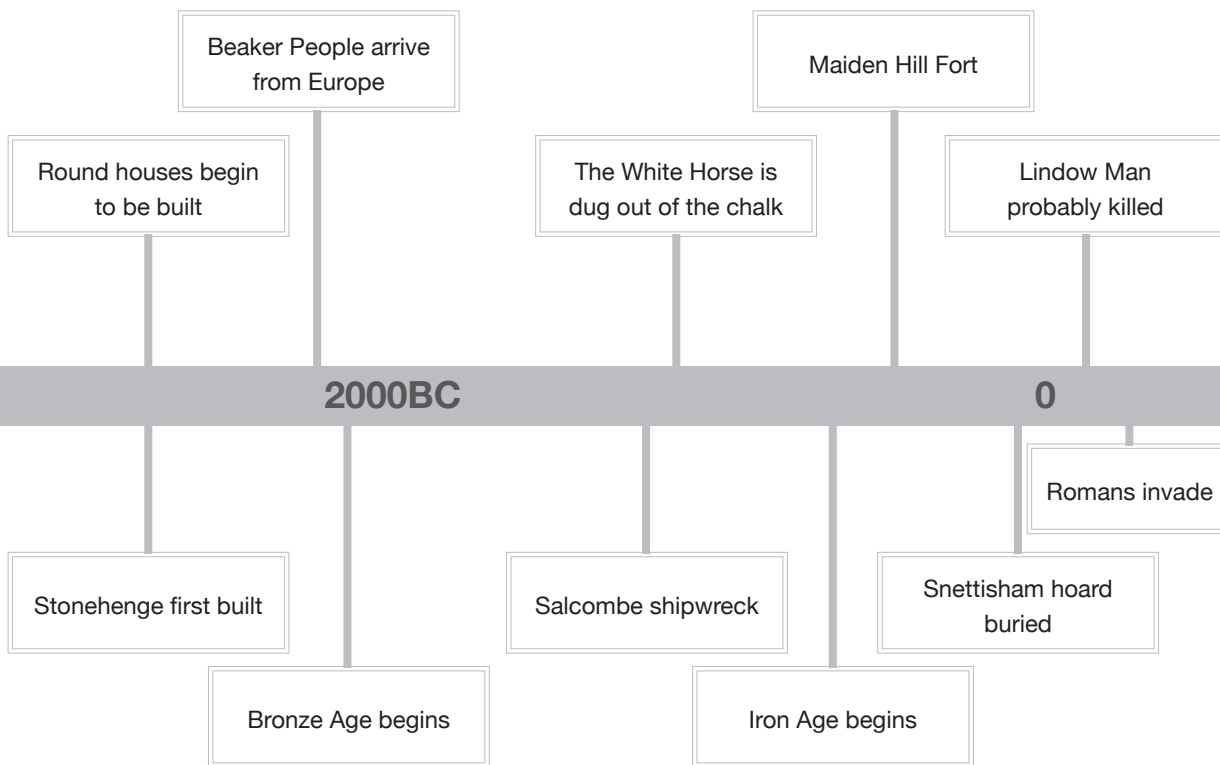 Beaker People arrive
from Europe
Maiden Hill Fort
Round houses begin
to be built
The White Horse is
dug out of the chalk
Lindow Man
probably killed
2000BC
0
Romans invade
Stonehenge first built
Salcombe shipwreck
Snettisham hoard
buried
Bronze Age begins
Iron Age begins